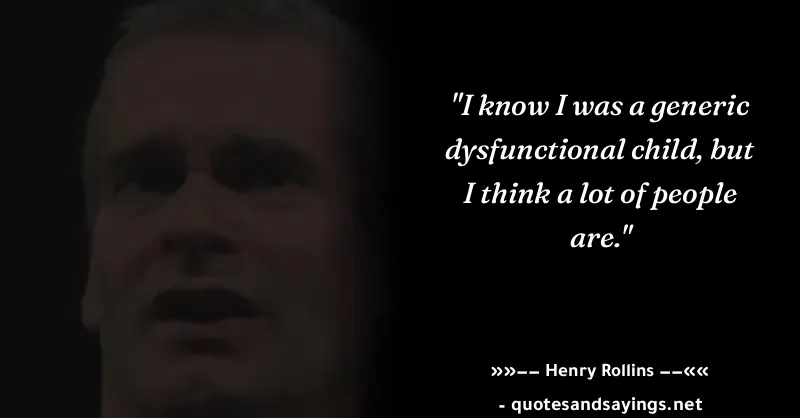 "I know I was a generic
dysfunctional child, but
I think a lot of people
are."
»»–– Henry Rollins ––««
- quotesandsayings.net